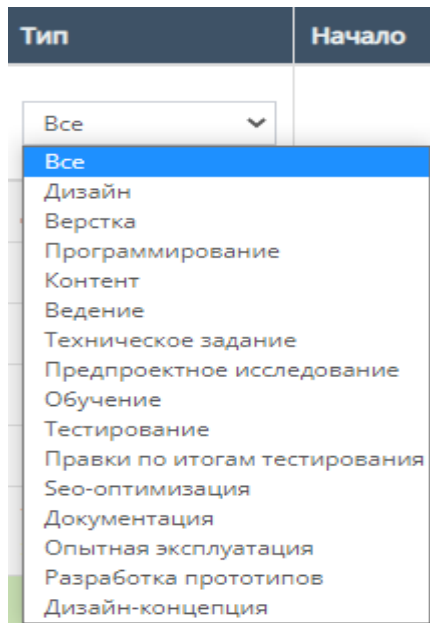 Тип Начало
Все
Все
Дизайн
Верстка
Программирование
Контент
Ведение
Техническое задание
Предпроектное исследование
Обучение
Тестирование
Правки по итогам тестирования
Seo-оптимизация
Документация
Опытная эксплуатация
Разработка прототипов
Дизайн-концепция